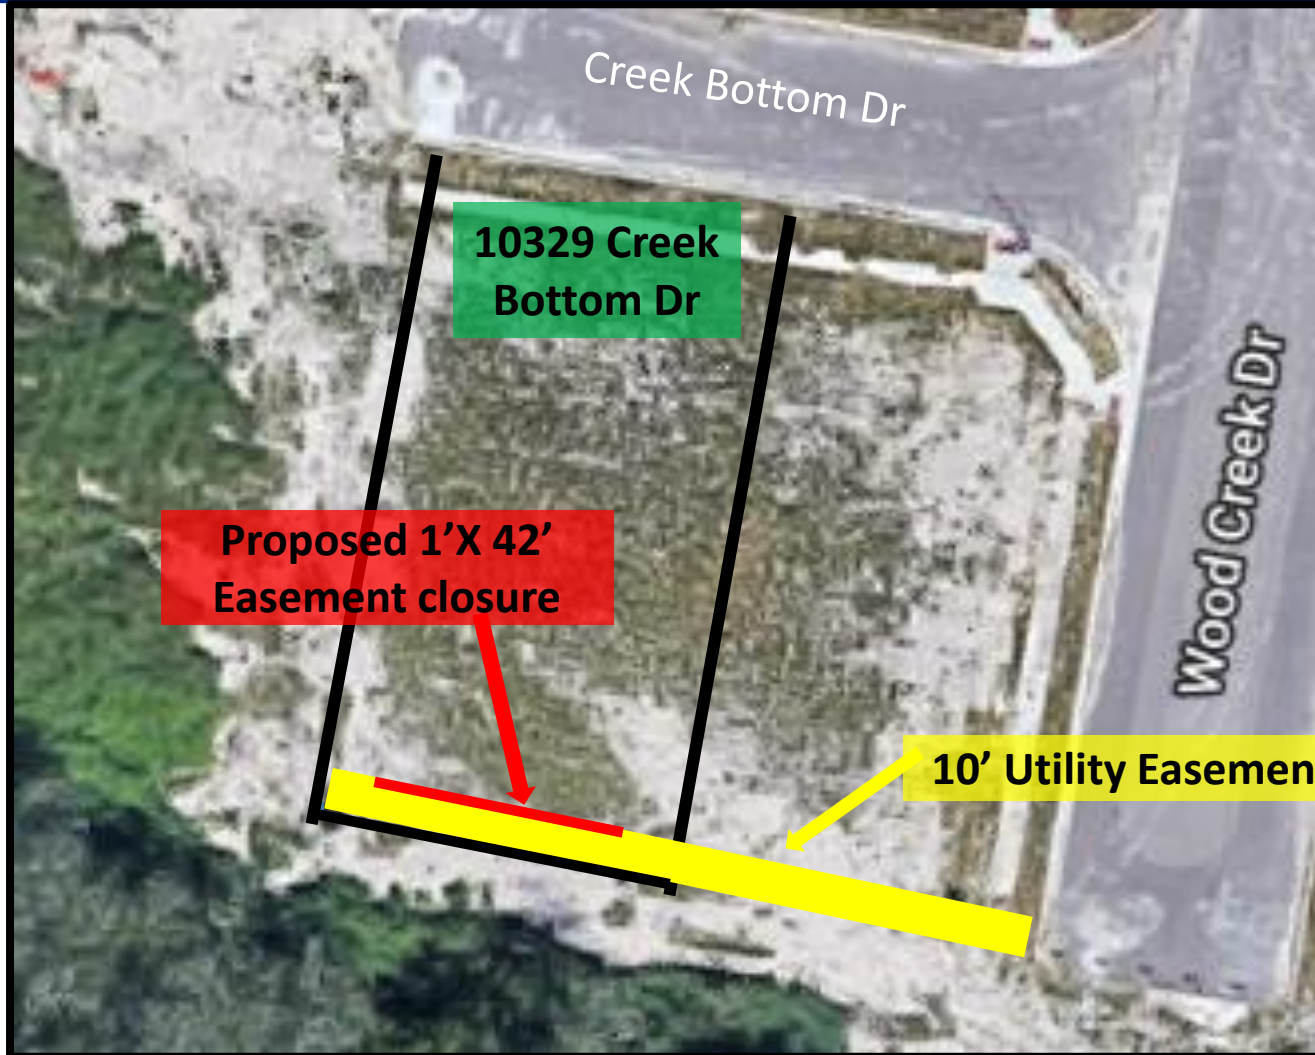 Creek Bottom Dr
10329 Creek
Bottom Dr
Wood Creek Dr
Proposed 1’X 42’
Easement closure
10’ Utility Easemen